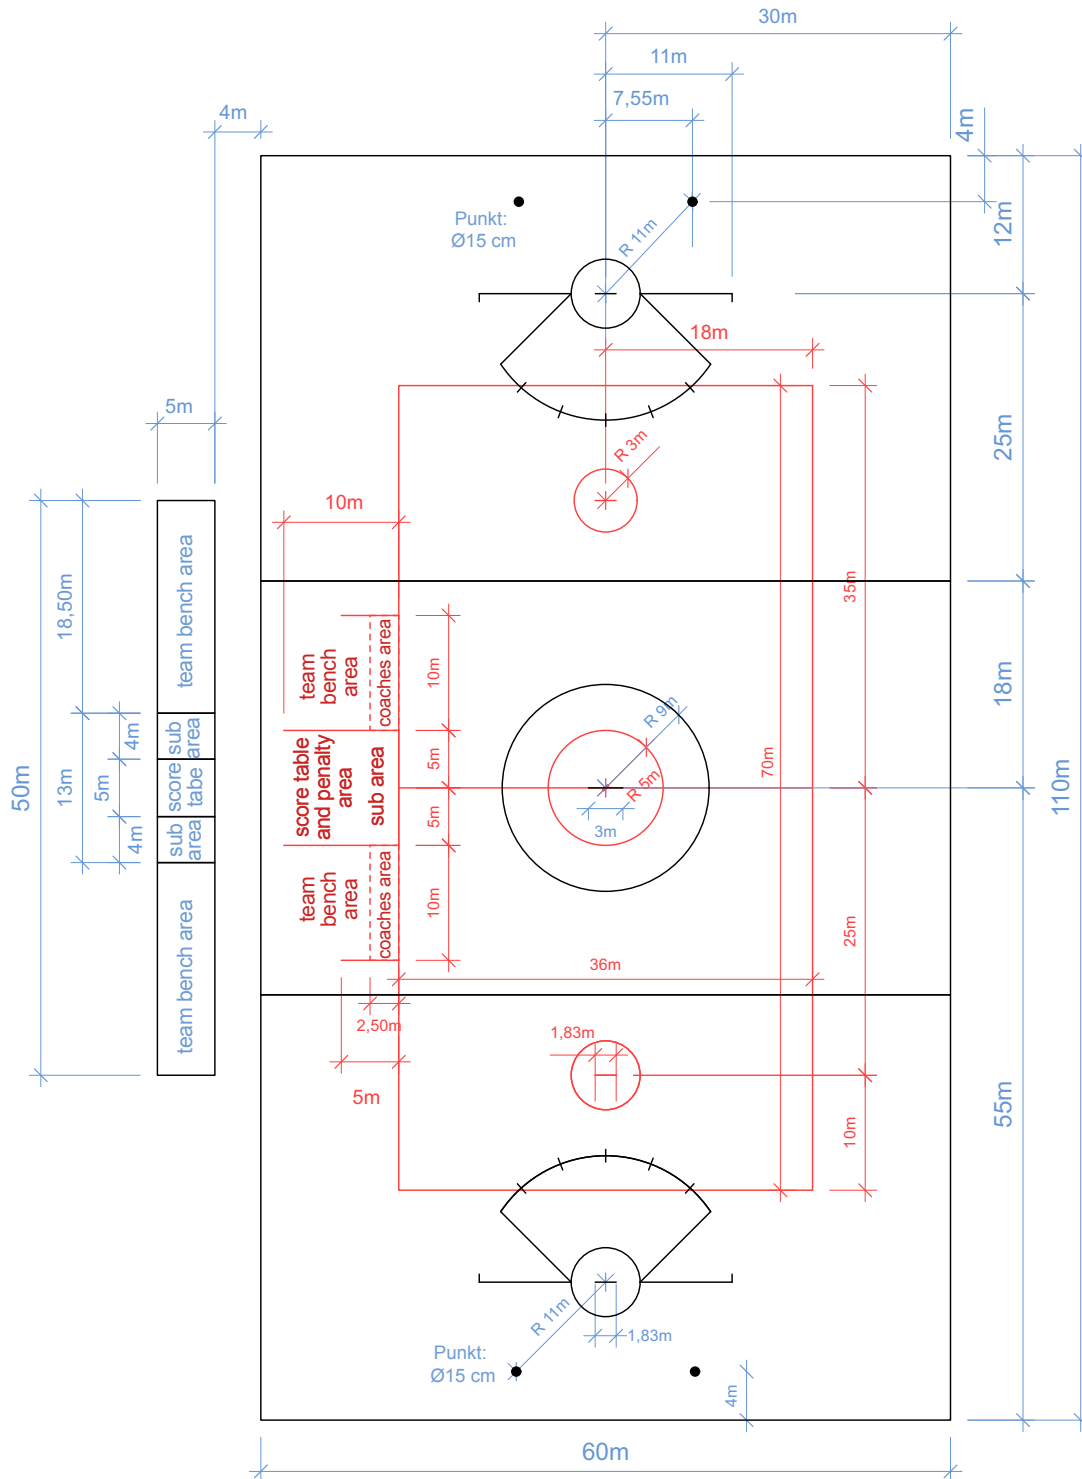 30m
11m
7,55m
4m
4m
12m
Punkt:
Ø15 cm
R 11m
18m
25m
5m
R 3m
10m
50m
18,50m
team bench area
35m
team
bench
area
coaches area
10m
18m
R 9m
13m
4m
sub
area
5m
score
tabe
4m
sub
area
score table
and penalty
area
sub area
5m
5m
R 5m
3m
70m
110m
team
bench
area
coaches area
10m
25m
36m
team bench area
2,50m
1,83m
5m
10m
55m
R 11m
1,83m
Punkt:
Ø15 cm
4m
60m